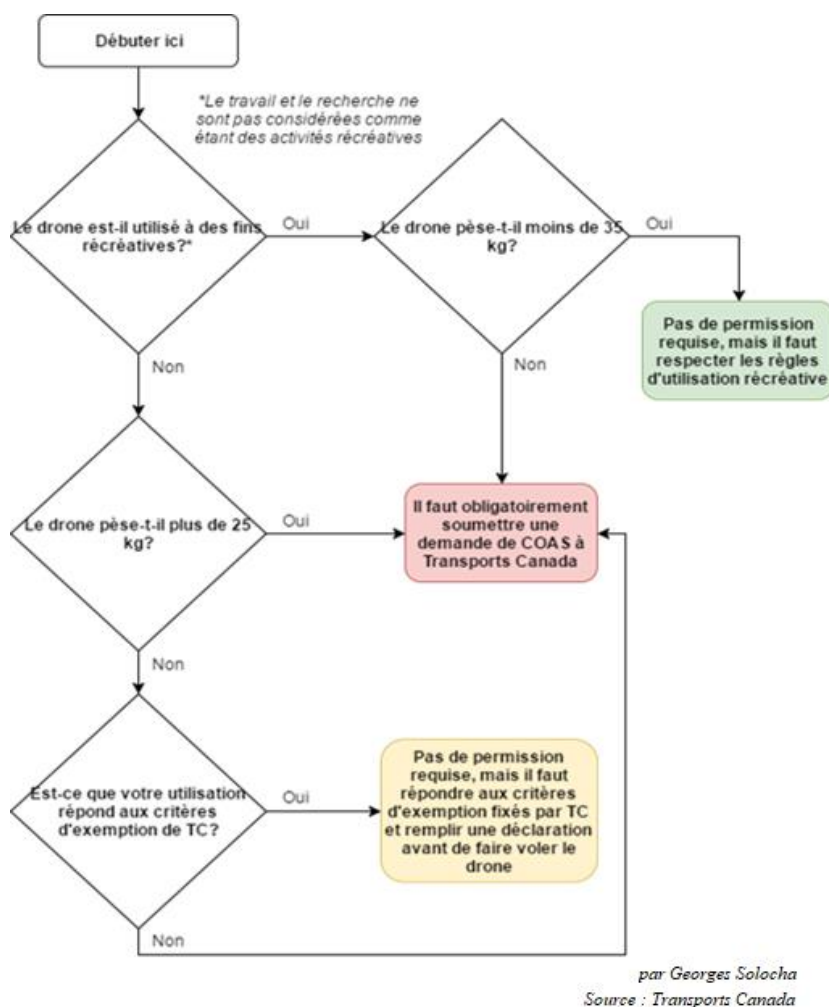 Débuter ici
*Le travail et le recherche ne
sont pas considérées comme
étant des activités récréatives
Le drone est-il utilisé à des fins
récréatives?*
Oui
Le drone pèse-t-il moins de 35
kg?
Oui
Pas de permission
requise, mais il faut
respecter les règles
d'utilisation récréative
Non
Non
Le drone pèse-t-il plus de 25
kg?
Oui
Il faut obligatoirement
soumettre une
demande de COAS à
Transports Canada
Non
Est-ce que votre utilisation
répond aux critères
d'exemption de TC?
Oui
Pas de permission
requise, mais il faut
répondre aux critères
d'exemption fixés par TC
et remplir une déclaration
avant de faire voler le
drone
Non
par Georges Solocha
Source : Transports Canada